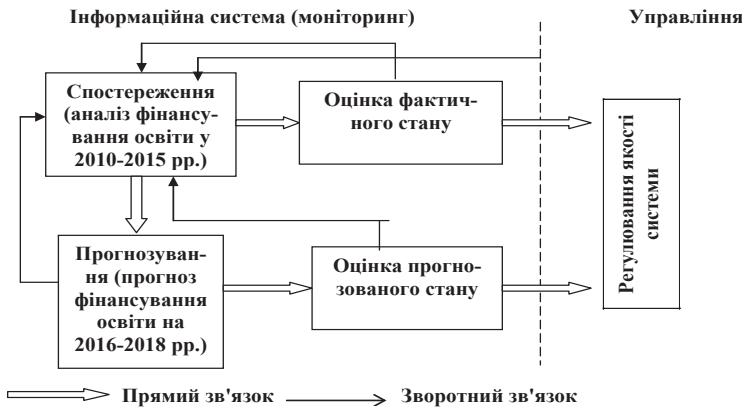 Інформаційна система (моніторинг)
Управління
Спостереження
(аналіз фінансу-
вання освіти у
2010-2015 рр.)
Оцінка фактич-
ного стану
Регулювання якості
системи
Прогнозуван-
ня (прогноз
фінансування
освіти на
2016-2018 рр.)
Оцінка прогно-
зованого стану
Прямий зв'язок
Зворотний зв'язок